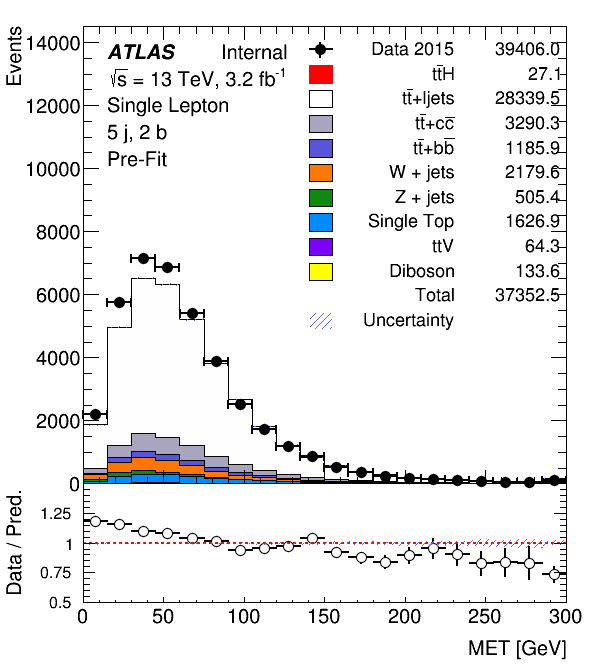 Events
14000
12000
10000
8000
6000
4000
2000
0
ATLAS Internal
√s = 13 TeV, 3.2 fb⁻¹
Single Lepton
5 j, 2 b
Pre-Fit
Data 2015 39406.0
tt̄H 27.1
tt̄+ljets 28339.5
tt̄+cc̄ 3290.3
tt̄+bb̄ 1185.9
W + jets 2179.6
Z + jets 505.4
Single Top 1626.9
ttV 64.3
Diboson 133.6
Total 37352.5
Uncertainty
Data / Pred.
1.25
1
0.75
0.5
0 50 100 150 200 250 300
MET [GeV]